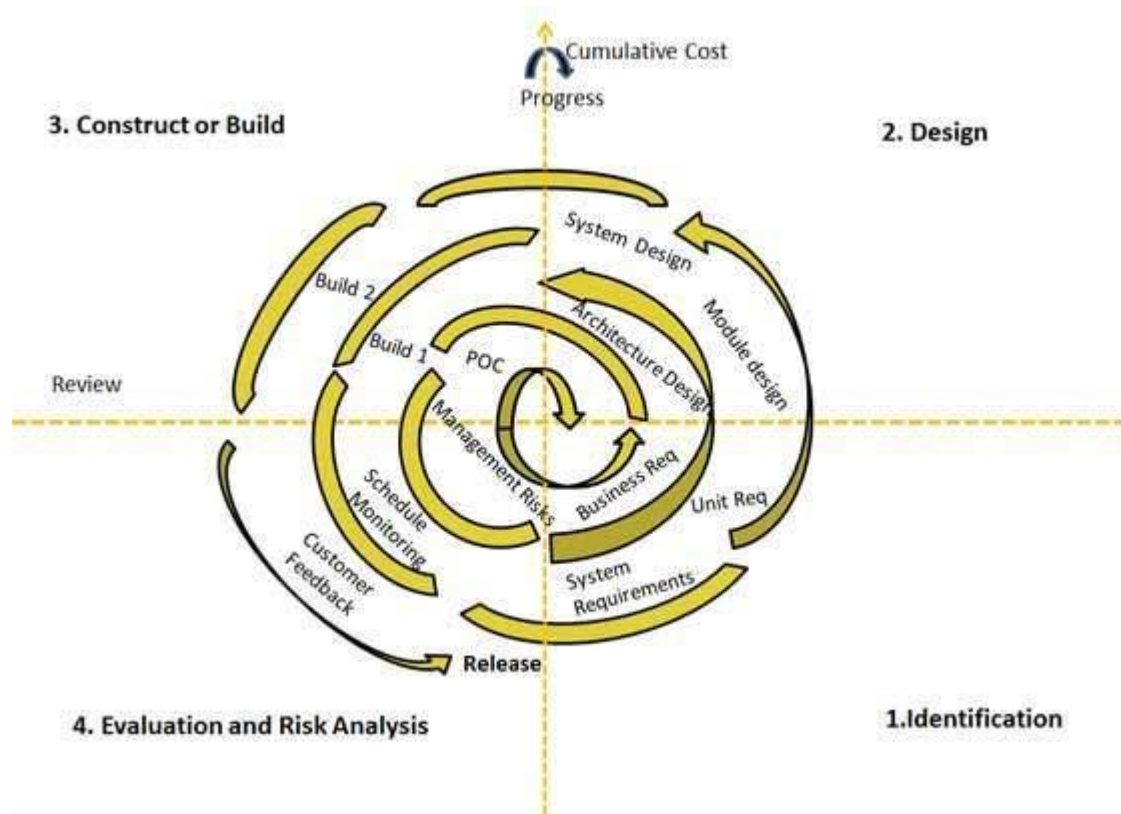 Cumulative Cost
Progress
3. Construct or Build
2. Design
System Design
Build 2
Module design
Architecture Design
Build 1
POC
Review
Management Risks
Business Req
Unit Req
Schedule
Monitoring
System
Requirements
Customer
Feedback
Release
4. Evaluation and Risk Analysis
1.Identification